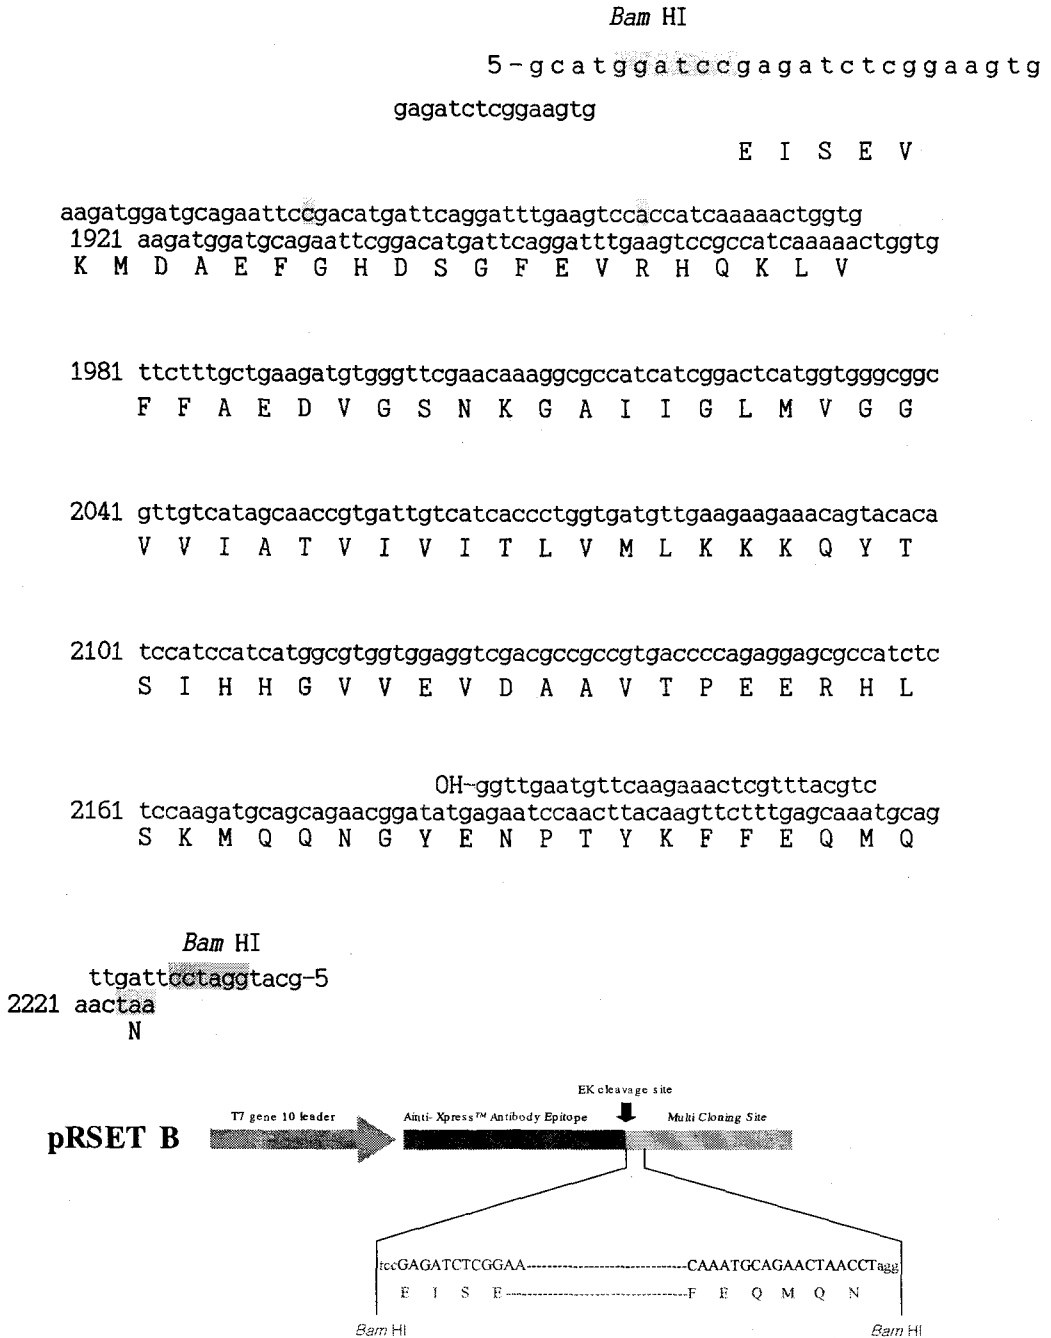 Bam HI
5-gcatggatccgagatctcggaagtg
gagatctcggaagtg
E I S E V
aagatggatgcagaattccgacatgattcaggatttgaagtccaccatcaaaaactggtg
1921 aagatggatgcagaattcggacatgattcaggatttgaagtccgccatcaaaaactggtg
K M D A E F G H D S G F E V R H Q K L V
1981 ttctttgctgaagatgtgggttcgaacaaaggcgccatcatcggactcatggtgggcggc
F F A E D V G S N K G A I I G L M V G G
2041 gttgtcatagcaaccgtgattgtcatcaccctggtgatgttgaagaagaaacagtacaca
V V I A T V I V I T L V M L K K K Q Y T
2101 tccatccatcatggcgtggtggaggtcgacgccgccgtgaccccagaggagcgccatctc
S I H H G V V E V D A A V T P E E R H L
OH-ggttgaatgttcaagaaactcgtttacgtc
2161 tccaagatgcagcagaacggatatgagaatccaacttacaagttctttgagcaaatgcag
S K M Q Q N G Y E N P T Y K F F E Q M Q
Bam HI
ttgattcctaggtacg-5
2221 aactaa
N
EK cleavage site
T7 gene 10 leader
Ainti-Xpress™ Antibody Epitope
Multi Cloning Site
pRSET B
tccGAGATCTCGGAA----------------------CAAATGCAGAACTAACCTagg
E I S E----------------------F E Q M Q N
Bam HI
Bam HI